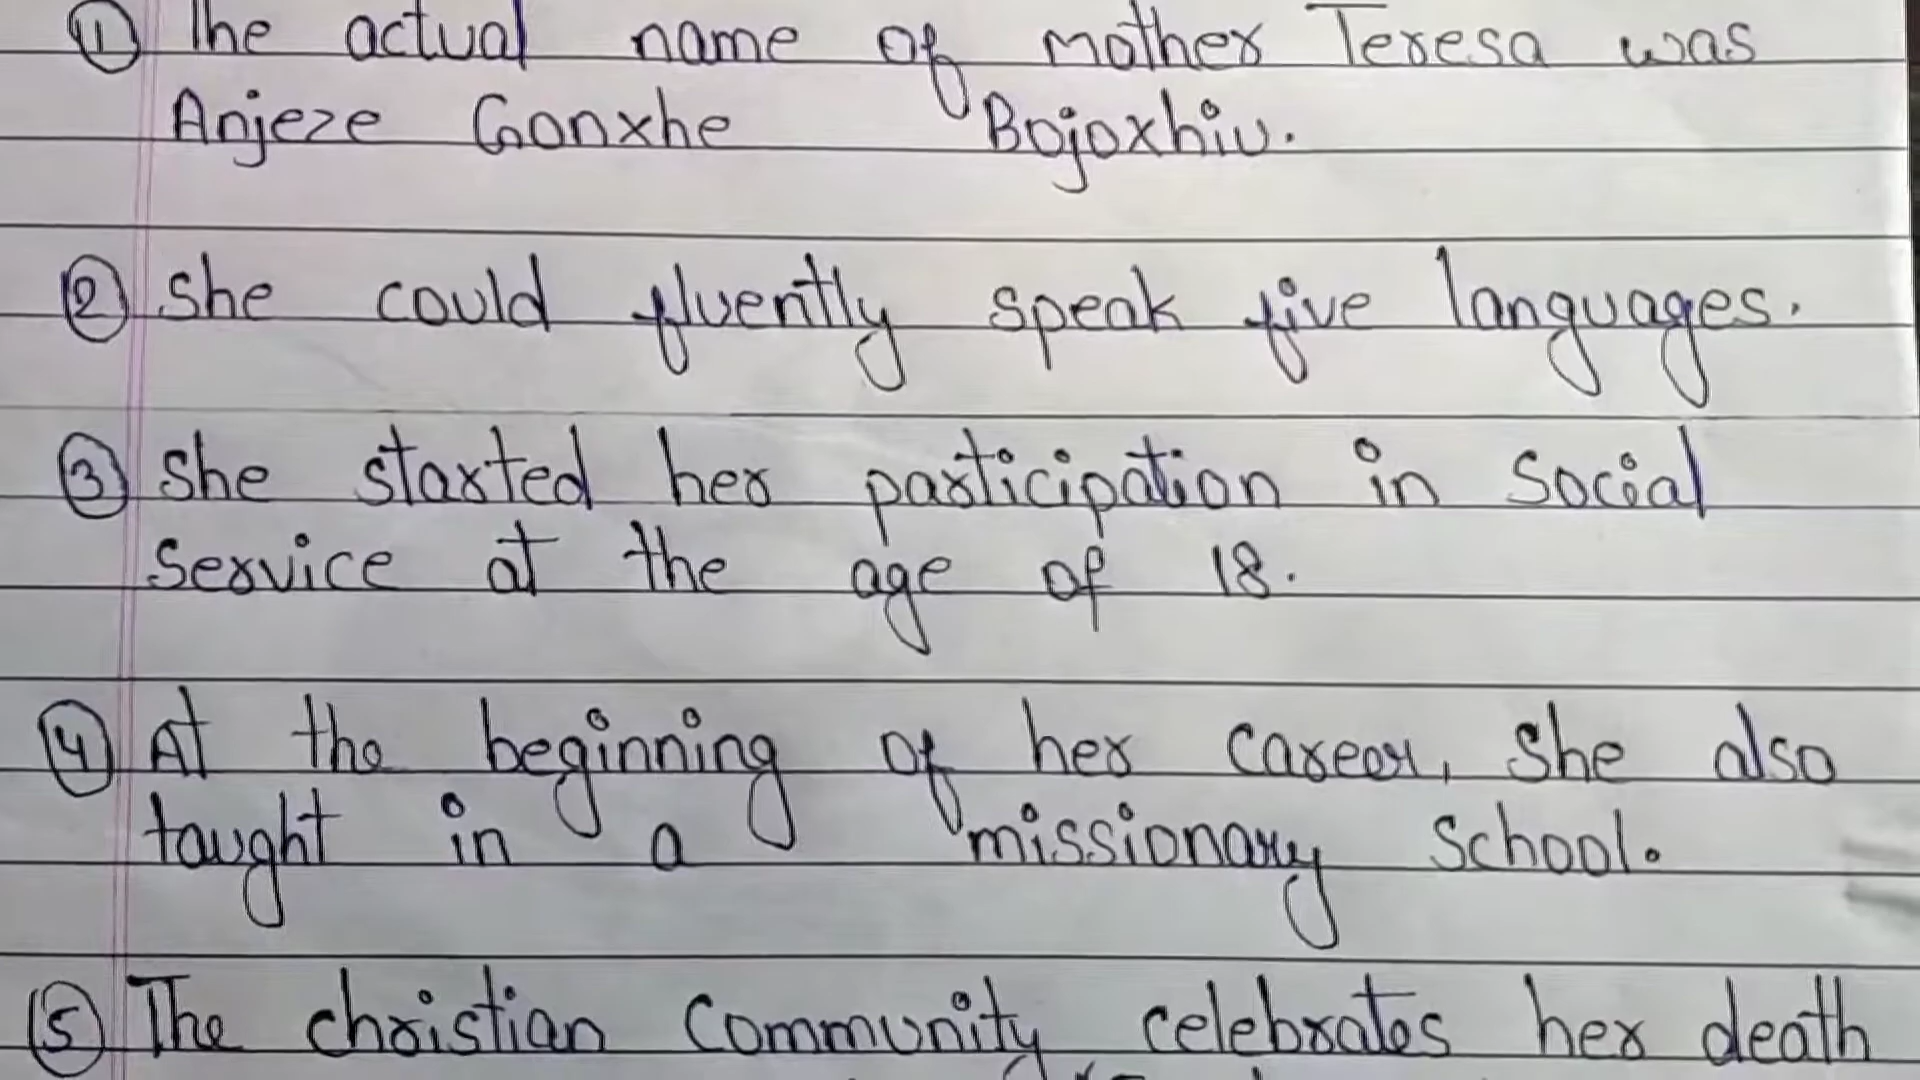 ① The actual name of mother Teresa was
Anjeze Gonxhe Bojoxhiu.
② She could fluently speak five languages.
③ She started her participation in Social
Service at the age of 18.
④ At the beginning of her career, She also
taught in a missionary School.
⑤ The christian Community celebrates her death